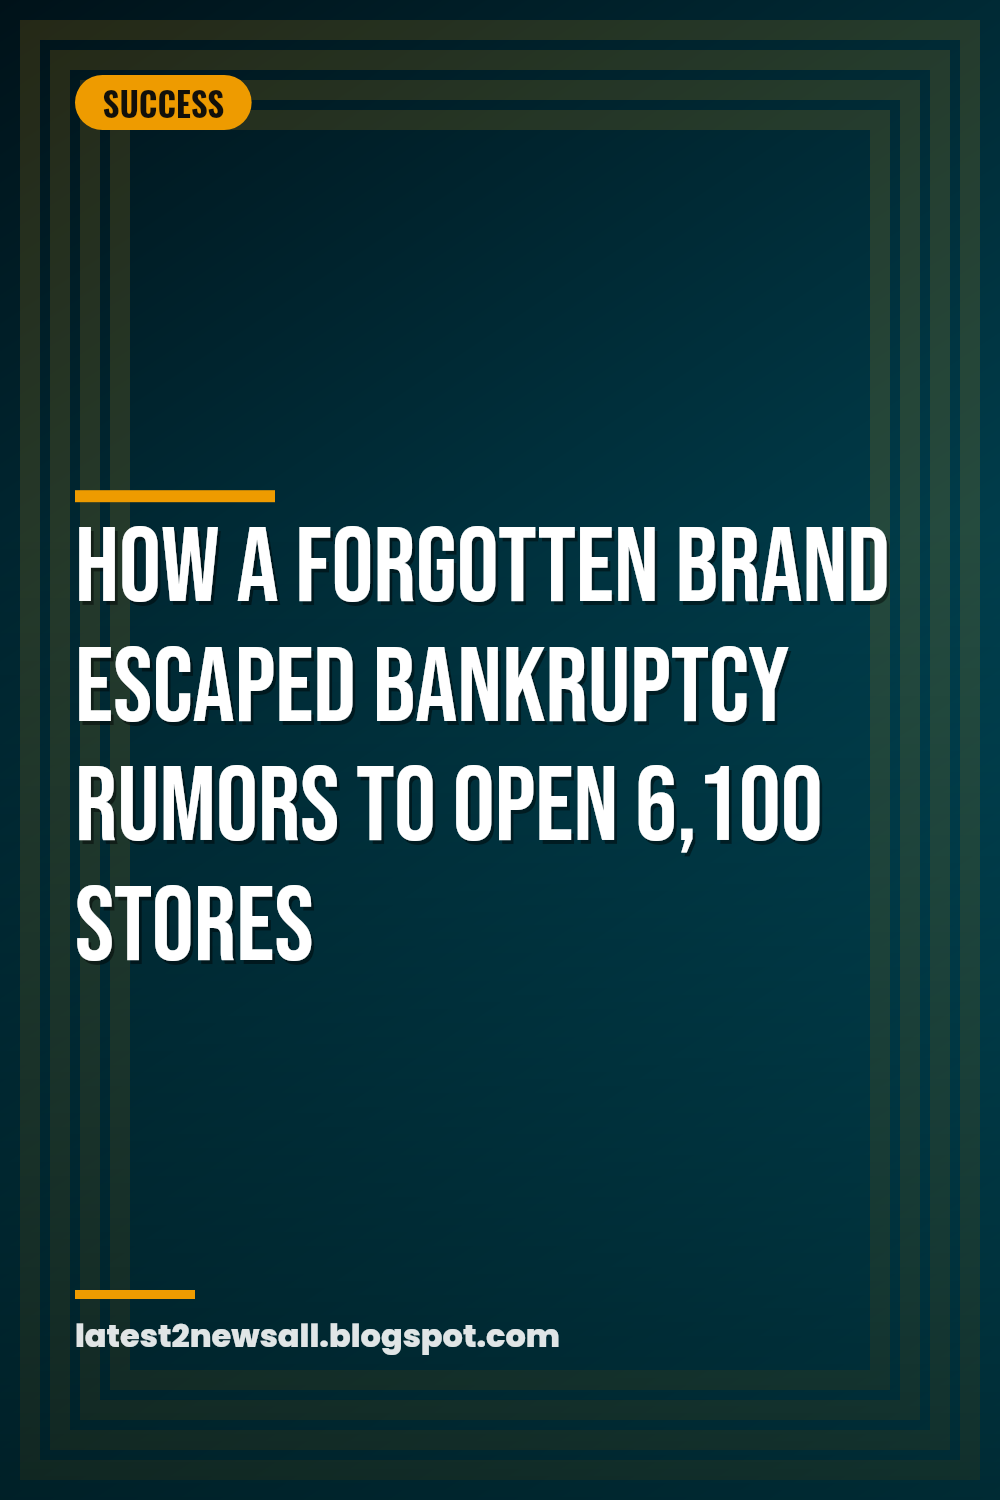 SUCCESS
HOW A FORGOTTEN BRAND
ESCAPED BANKRUPTCY
RUMORS TO OPEN 6,100
STORES
latest2newsall.blogspot.com